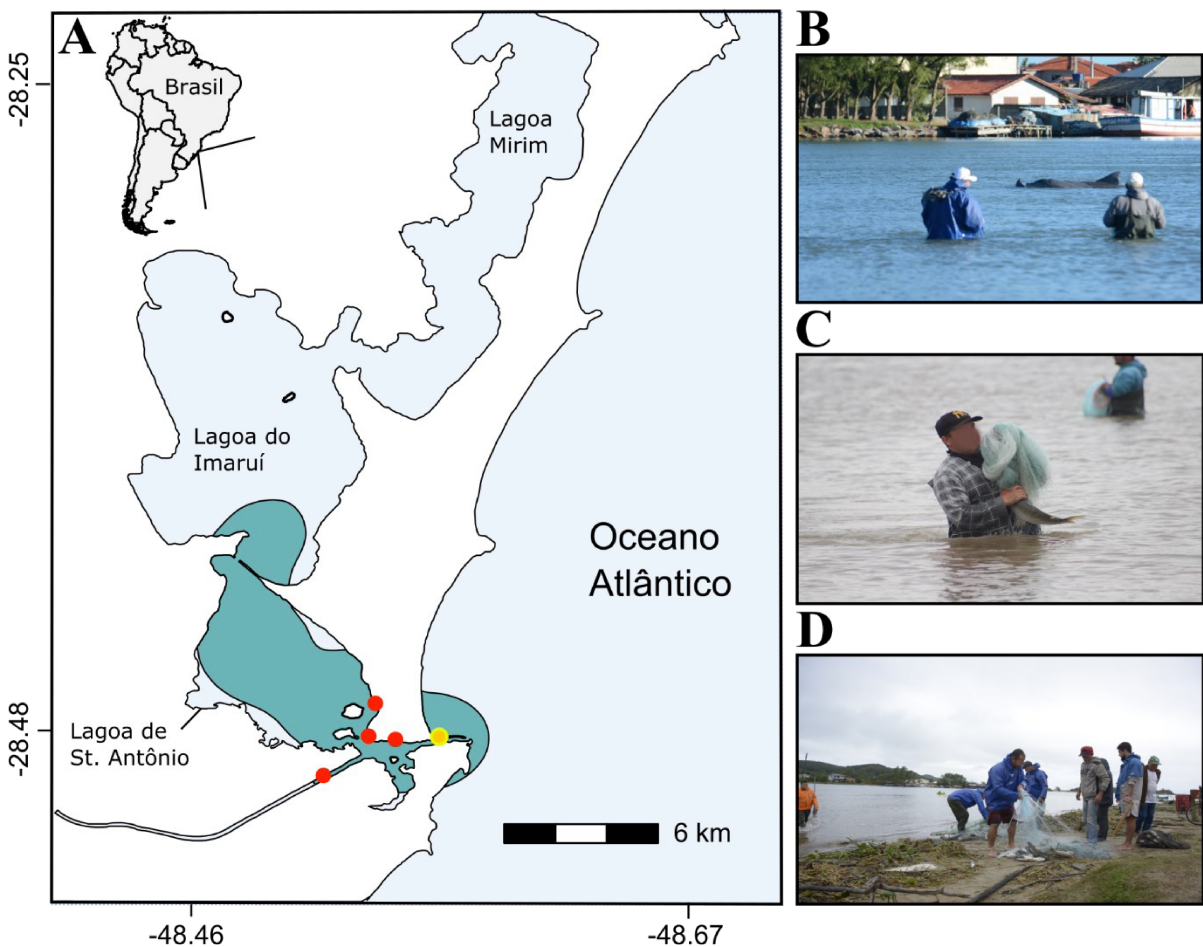 A
Brasil
-28.25
Lagoa
Mirim
Lagoa do
Imaruí
Oceano
Atlântico
Lagoa de
St. Antônio
-28.48
6 km
-48.46
-48.67
B
C
D